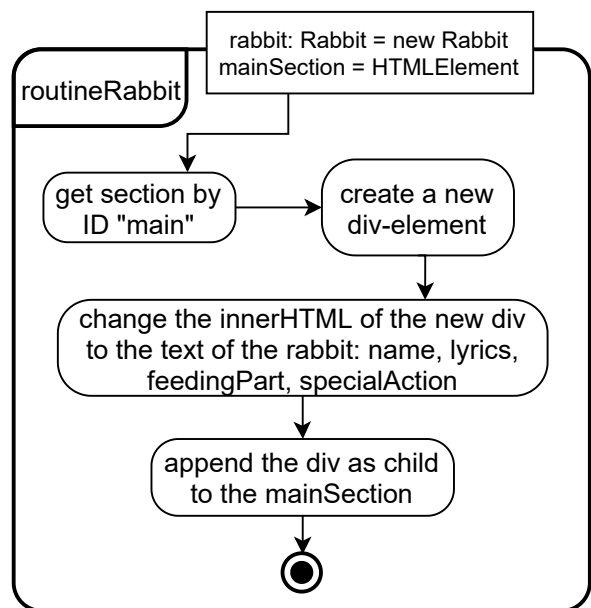 rabbit: Rabbit = new Rabbit
mainSection = HTMLElement
routineRabbit
get section by
ID "main"
create a new
div-element
change the innerHTML of the new div
to the text of the rabbit: name, lyrics,
feedingPart, specialAction
append the div as child
to the mainSection